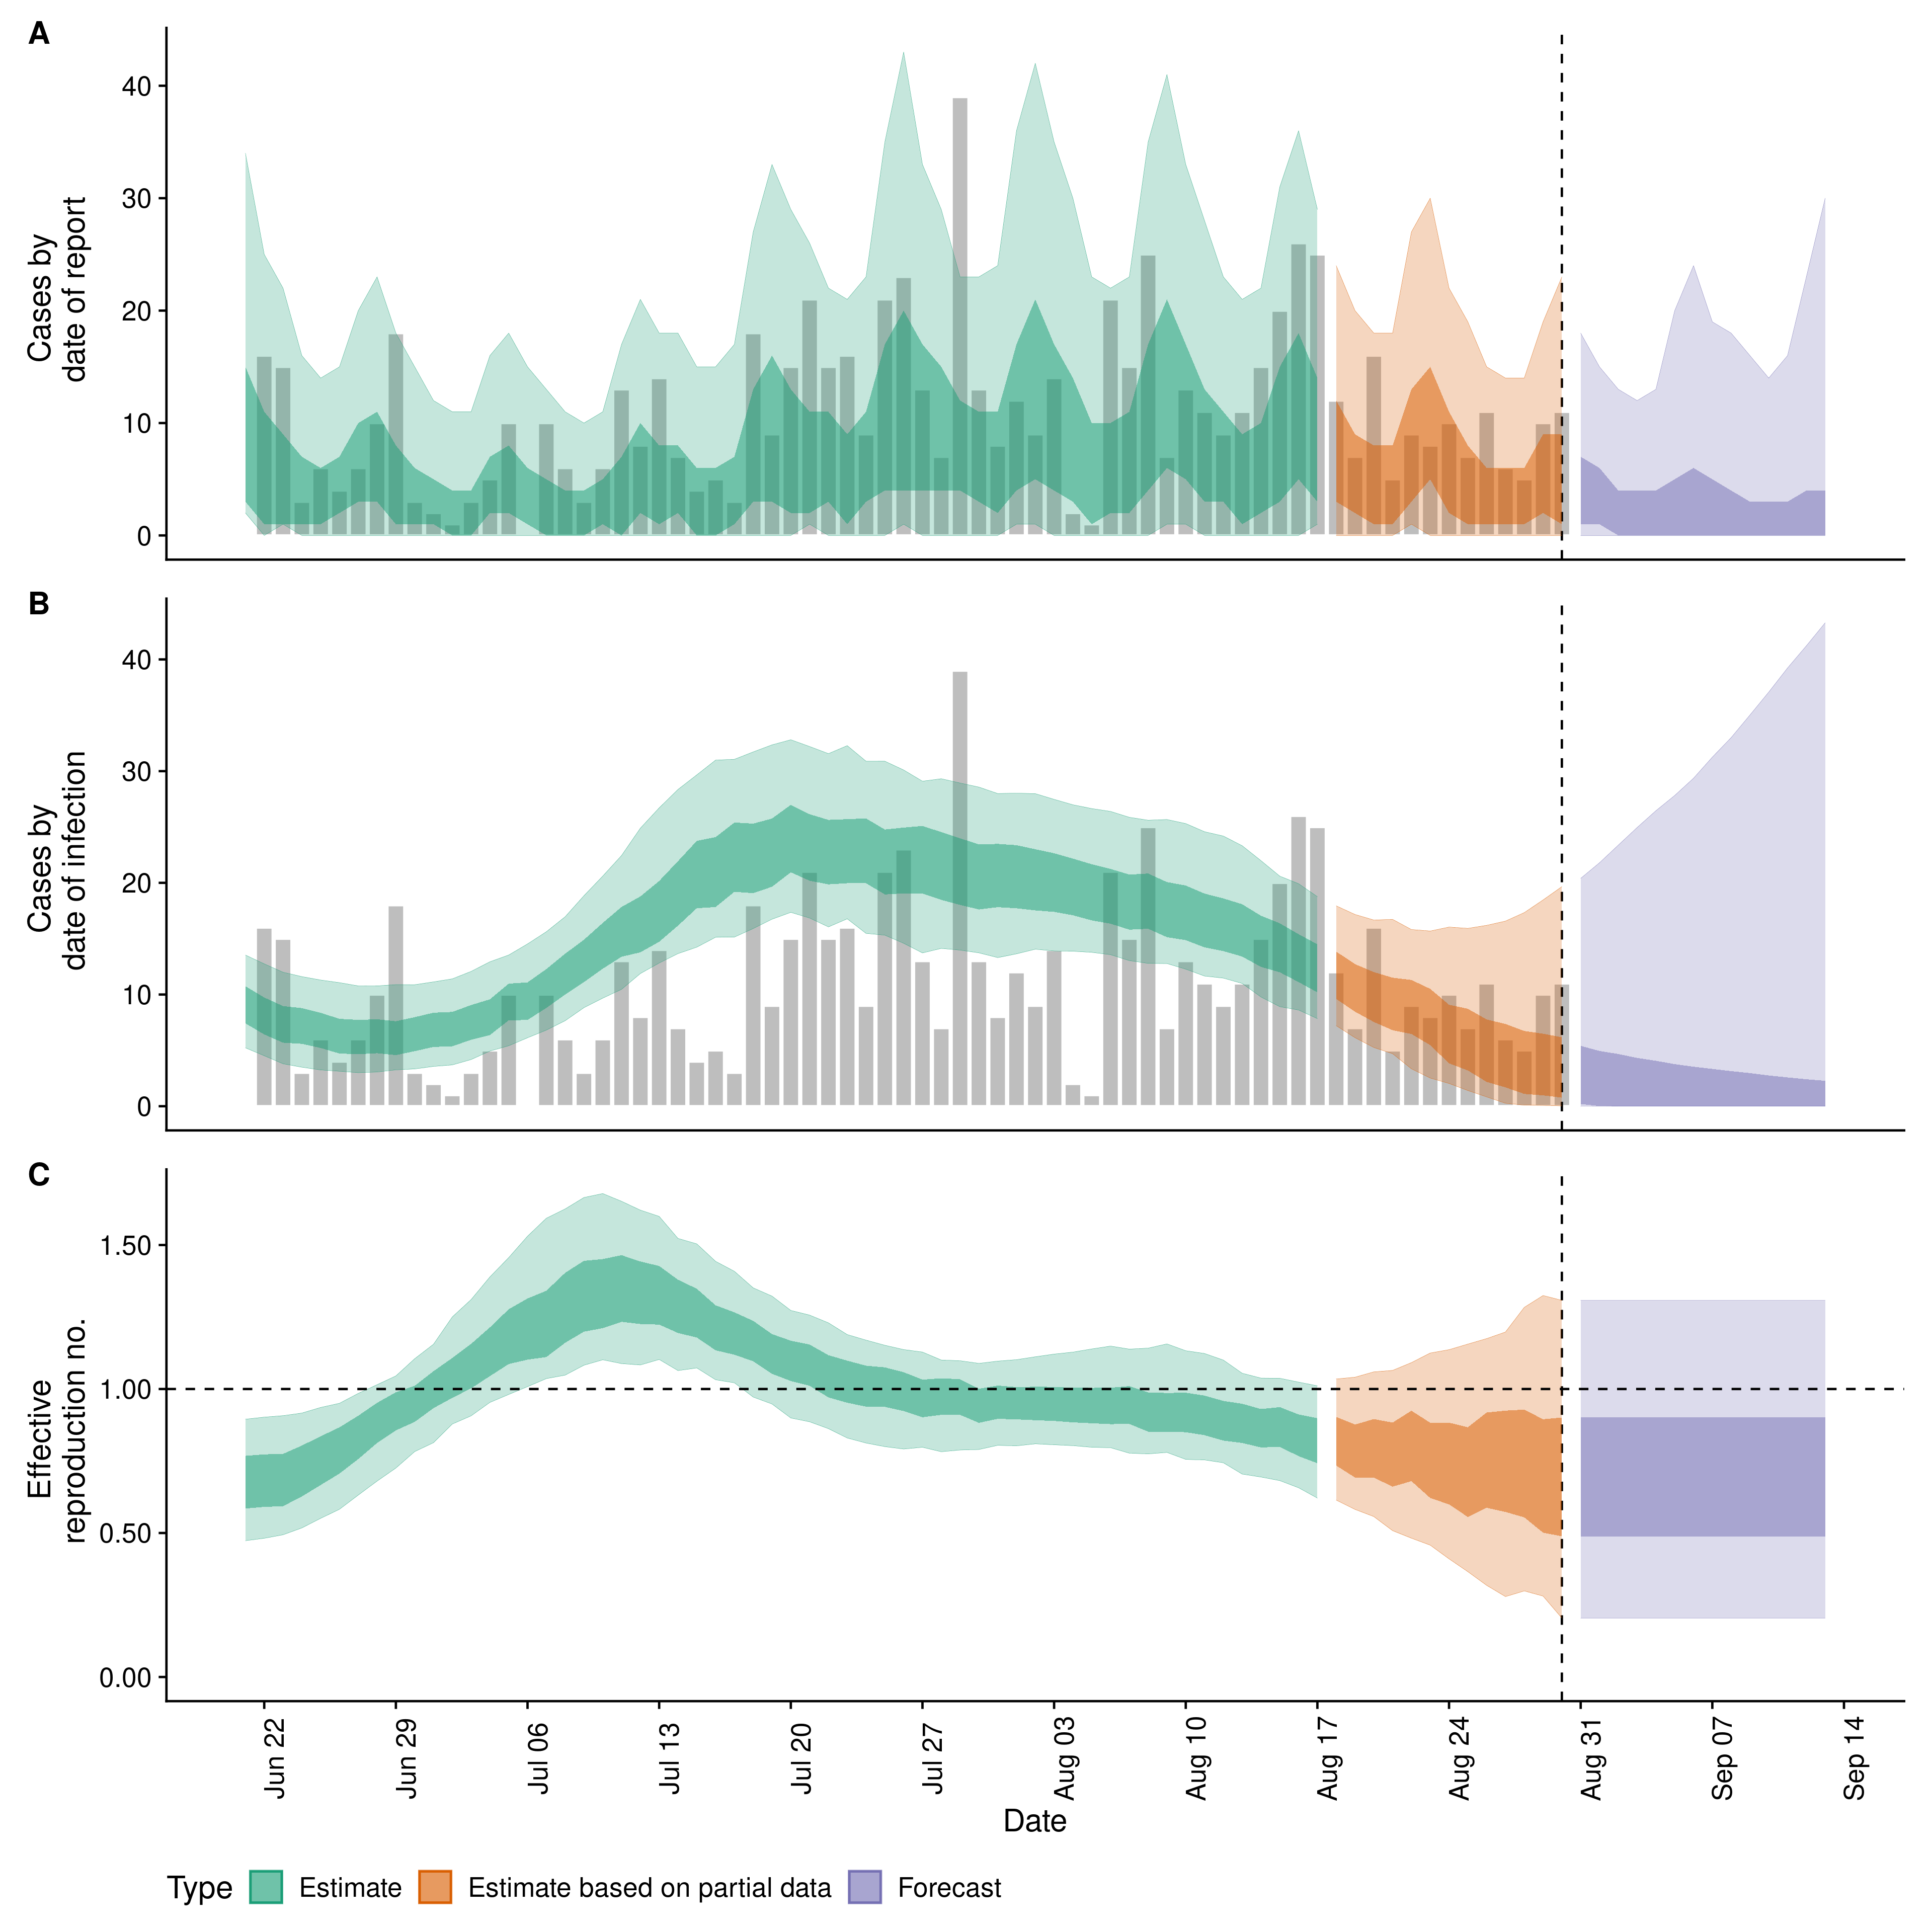 A
Cases by
date of report
40
30
20
10
0
B
Cases by
date of infection
40
30
20
10
0
C
Effective
reproduction no.
1.50
1.00
0.50
0.00
Jun 22
Jun 29
Jul 06
Jul 13
Jul 20
Jul 27
Aug 03
Aug 10
Aug 17
Aug 24
Aug 31
Sep 07
Sep 14
Date
Type Estimate Estimate based on partial data Forecast